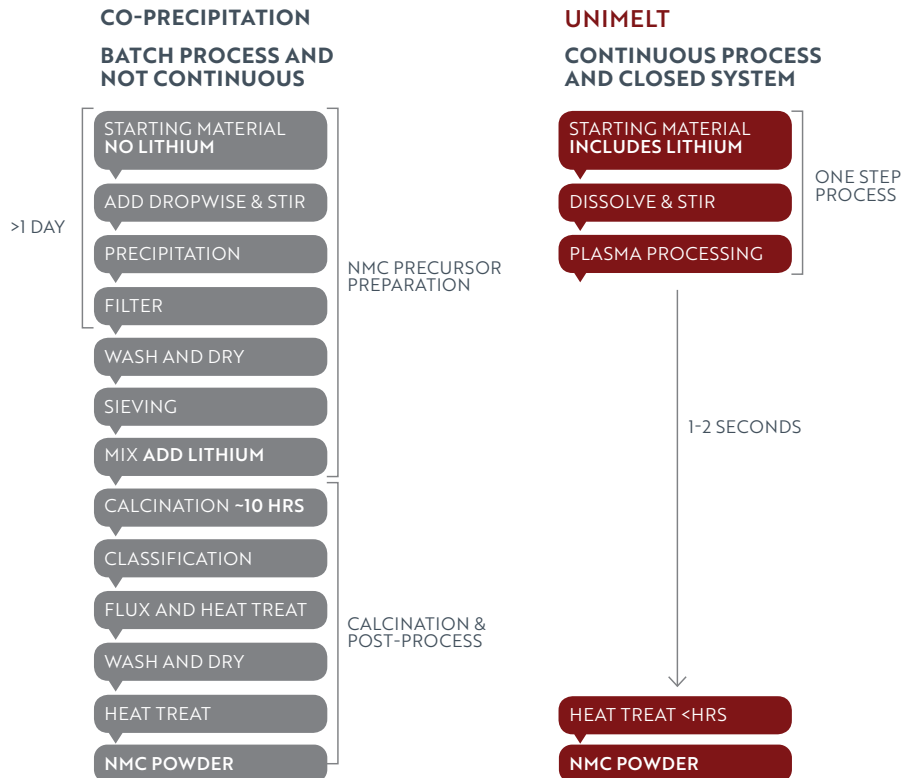 CO-PRECIPITATION
BATCH PROCESS AND
NOT CONTINUOUS
STARTING MATERIAL
NO LITHIUM
ADD DROPWISE & STIR
PRECIPITATION
FILTER
WASH AND DRY
SIEVING
MIX ADD LITHIUM
CALCINATION ~10 HRS
CLASSIFICATION
FLUX AND HEAT TREAT
WASH AND DRY
HEAT TREAT
NMC POWDER
>1 DAY
NMC PRECURSOR
PREPARATION
CALCINATION &
POST-PROCESS
UNIMELT
CONTINUOUS PROCESS
AND CLOSED SYSTEM
STARTING MATERIAL
INCLUDES LITHIUM
DISSOLVE & STIR
PLASMA PROCESSING
ONE STEP
PROCESS
1-2 SECONDS
HEAT TREAT <HRS
NMC POWDER